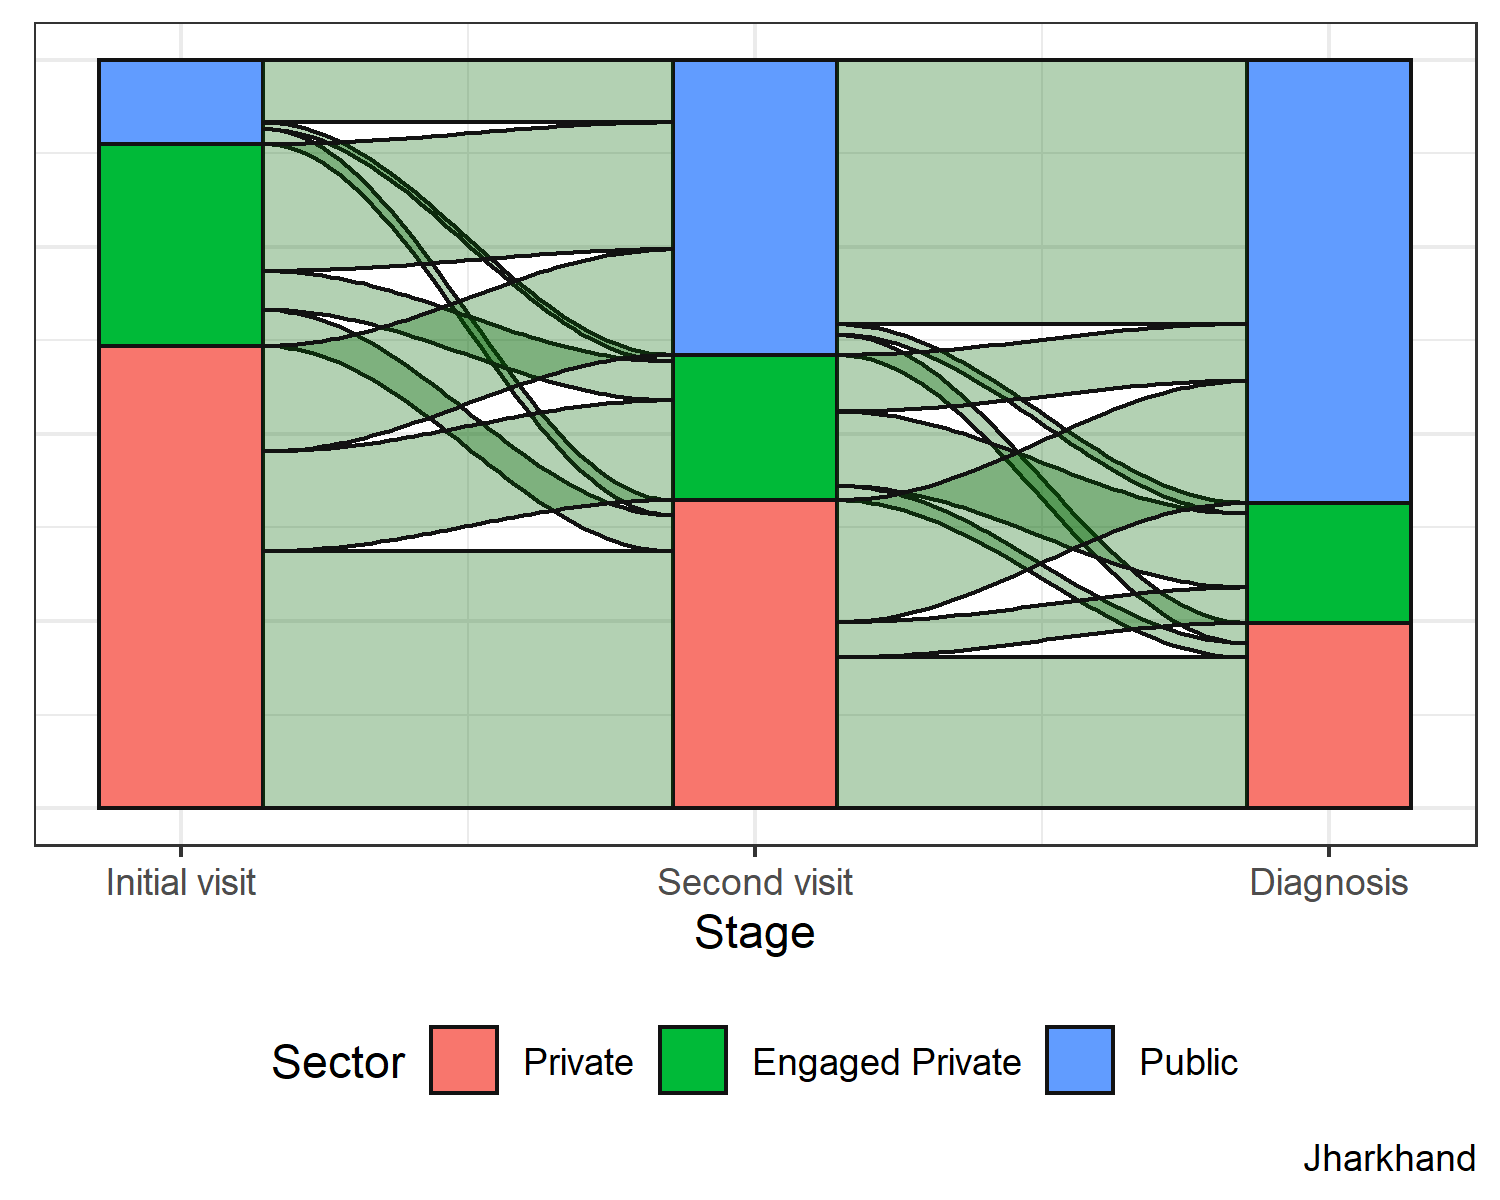 Initial visit Second visit Diagnosis
Stage
Sector Private Engaged Private Public
Jharkhand